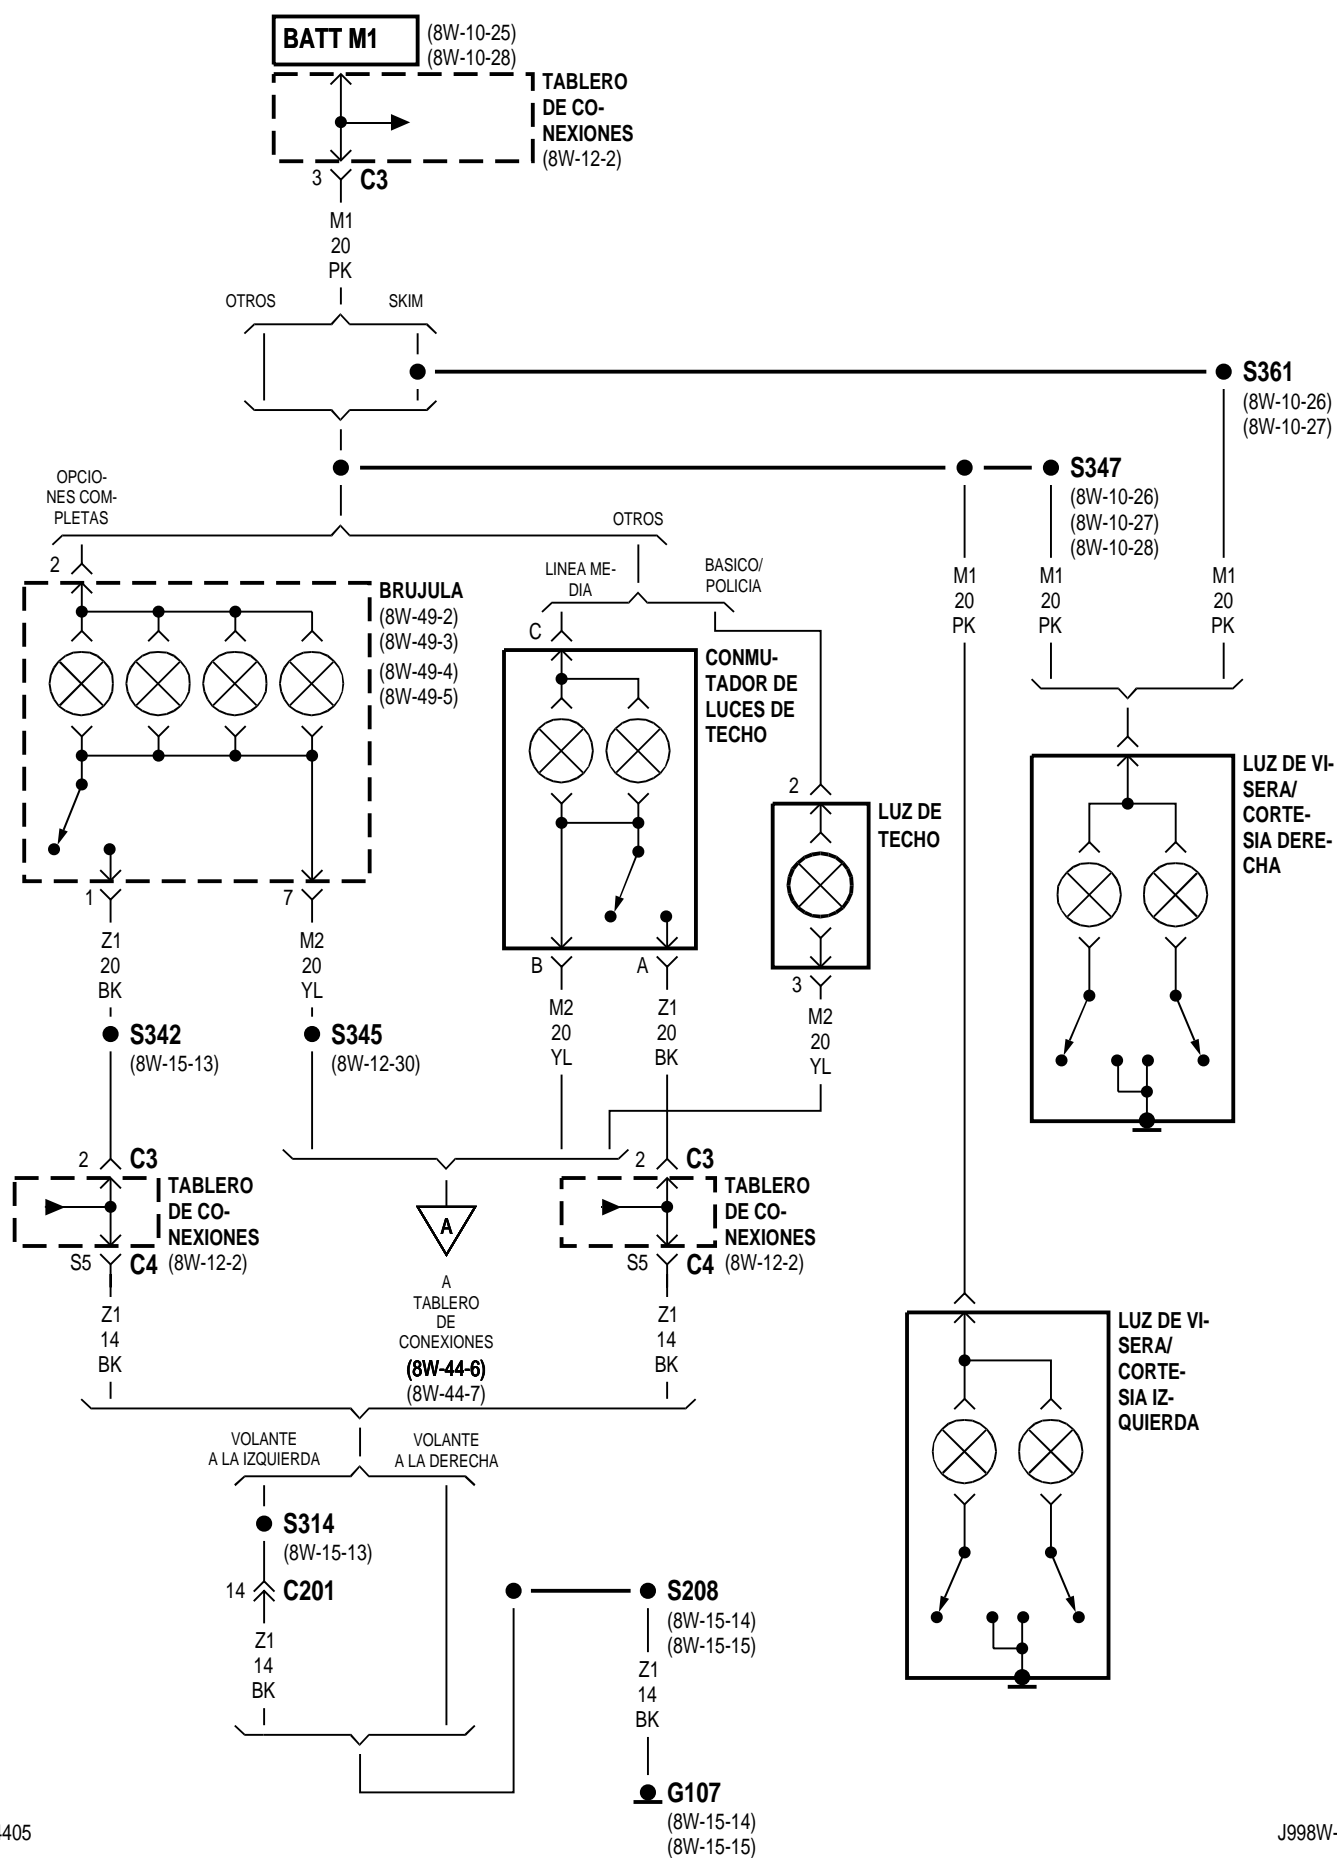 BATT M1
(8W-10-25)
(8W-10-28)
TABLERO
DE CO-
NEXIONES
(8W-12-2)
3
C3
M1
20
PK
OTROS
SKIM
S361
(8W-10-26)
(8W-10-27)
S347
(8W-10-26)
(8W-10-27)
(8W-10-28)
OPCIO-
NES COM-
PLETAS
OTROS
2
BRUJULA
(8W-49-2)
(8W-49-3)
(8W-49-4)
(8W-49-5)
LINEA ME-
DIA
BASICO/
POLICIA
M1
20
PK
M1
20
PK
M1
20
PK
C
CONMU-
TADOR DE
LUCES DE
TECHO
2
LUZ DE
TECHO
LUZ DE VI-
SERA/
CORTE-
SIA DERE-
CHA
1
7
Z1
20
BK
M2
20
YL
B
A
3
M2
20
YL
Z1
20
BK
M2
20
YL
S342
(8W-15-13)
S345
(8W-12-30)
2
C3
TABLERO
DE CO-
NEXIONES
(8W-12-2)
S5
C4
A
A
TABLERO
DE
CONEXIONES
(8W-44-6)
(8W-44-7)
2
C3
TABLERO
DE CO-
NEXIONES
(8W-12-2)
S5
C4
Z1
14
BK
Z1
14
BK
LUZ DE VI-
SERA/
CORTE-
SIA IZ-
QUIERDA
VOLANTE
A LA IZQUIERDA
VOLANTE
A LA DERECHA
S314
(8W-15-13)
14
C201
Z1
14
BK
S208
(8W-15-14)
(8W-15-15)
Z1
14
BK
G107
(8W-15-14)
(8W-15-15)
4405
J998W-